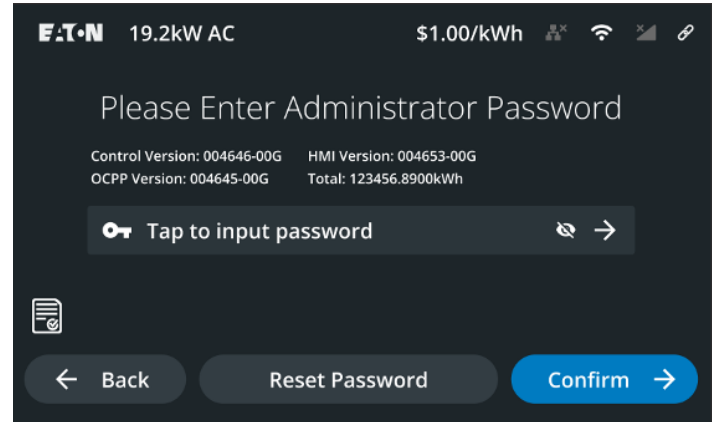 EATON 19.2kW AC $1.00/kWh
Please Enter Administrator Password
Control Version: 004646-00G HMI Version: 004653-00G
OCPP Version: 004645-00G Total: 123456.8900kWh
Tap to input password
Back Reset Password Confirm